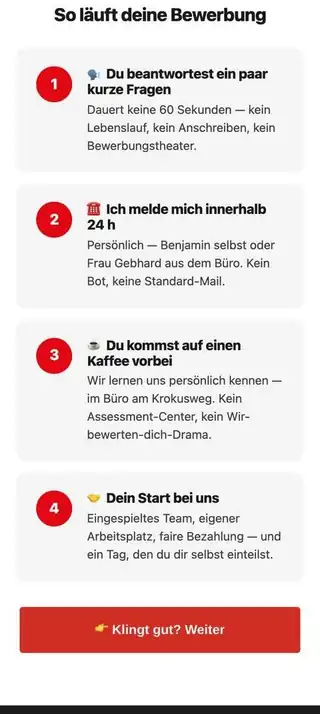 So läuft deine Bewerbung
1
🗣️ Du beantwortest ein paar
kurze Fragen
Dauert keine 60 Sekunden — kein
Lebenslauf, kein Anschreiben, kein
Bewerbungstheater.
2
☎️ Ich melde mich innerhalb
24 h
Persönlich — Benjamin selbst oder
Frau Gebhard aus dem Büro. Kein
Bot, keine Standard-Mail.
3
☕ Du kommst auf einen
Kaffee vorbei
Wir lernen uns persönlich kennen —
im Büro am Krokusweg. Kein
Assessment-Center, kein Wir-
bewerten-dich-Drama.
4
🤝 Dein Start bei uns
Eingespieltes Team, eigener
Arbeitsplatz, faire Bezahlung — und
ein Tag, den du dir selbst einteilst.
👉 Klingt gut? Weiter